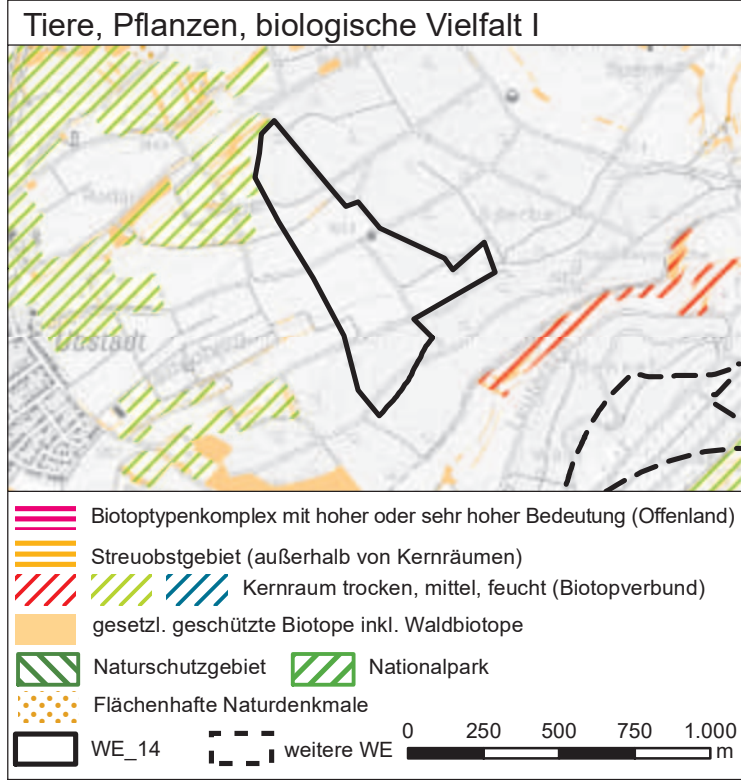 Tiere, Pflanzen, biologische Vielfalt I
Biotoptypenkomplex mit hoher oder sehr hoher Bedeutung (Offenland)
Streuobstgebiet (außerhalb von Kernräumen)
Kernraum trocken, mittel, feucht (Biotopverbund)
gesetzl. geschützte Biotope inkl. Waldbiotope
Naturschutzgebiet Nationalpark
Flächenhafte Naturdenkmale
WE_14 weitere WE 0 250 500 750 1.000
m